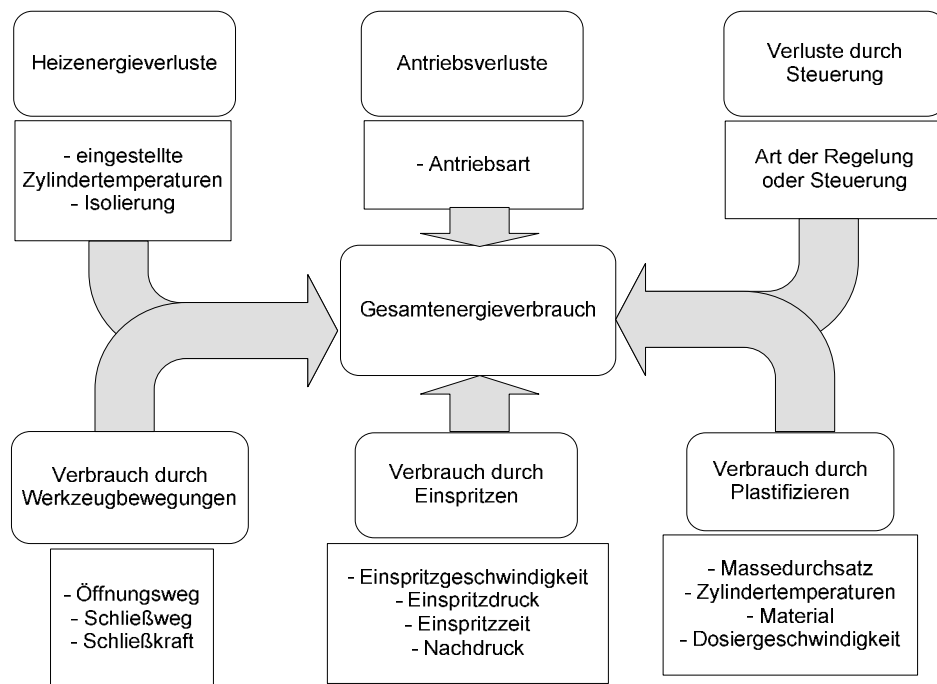 Heizenergieverluste
- eingestellte
Zylindertemperaturen
- Isolierung
Antriebsverluste
- Antriebsart
Verluste durch
Steuerung
Art der Regelung
oder Steuerung
Gesamtenergieverbrauch
Verbrauch durch
Werkzeugbewegungen
- Öffnungsweg
- Schließweg
- Schließkraft
Verbrauch durch
Einspritzen
- Einspritzgeschwindigkeit
- Einspritzdruck
- Einspritzzeit
- Nachdruck
Verbrauch durch
Plastifizieren
- Massedurchsatz
- Zylindertemperaturen
- Material
- Dosiergeschwindigkeit